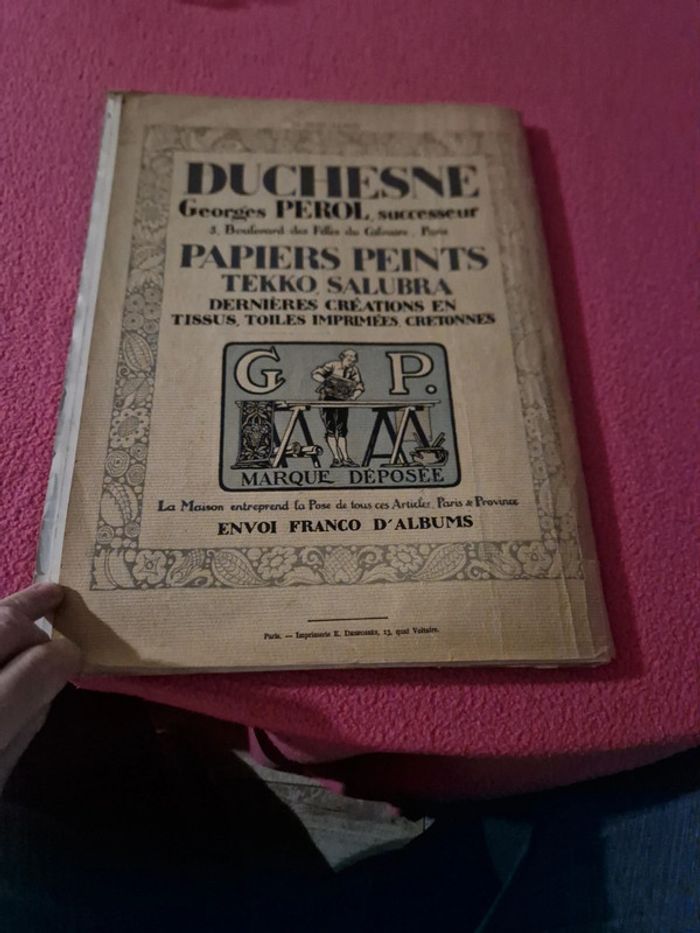 DUCHESNE
Georges PEROL, successeur
3, Boulevard des Filles du Calvaire, Paris
PAPIERS PEINTS
TEKKO, SALUBRA
DERNIÈRES CRÉATIONS EN
TISSUS, TOILES IMPRIMÉES, CRETONNES
G P.
MARQUE DÉPOSÉE
La Maison entreprend la Pose de tous ces Articles, Paris & Province
ENVOI FRANCO D'ALBUMS
Paris. — Imprimerie E. Desfossés, 13, quai Voltaire.